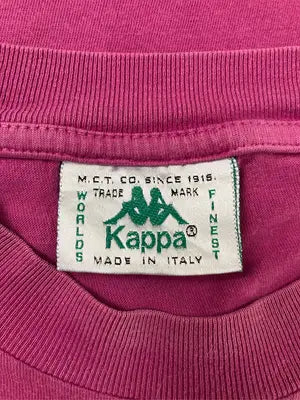 M.C.T. CO. SINCE 1916.
TRADE MARK
WORLDS
FINEST
Kappa®
MADE IN ITALY